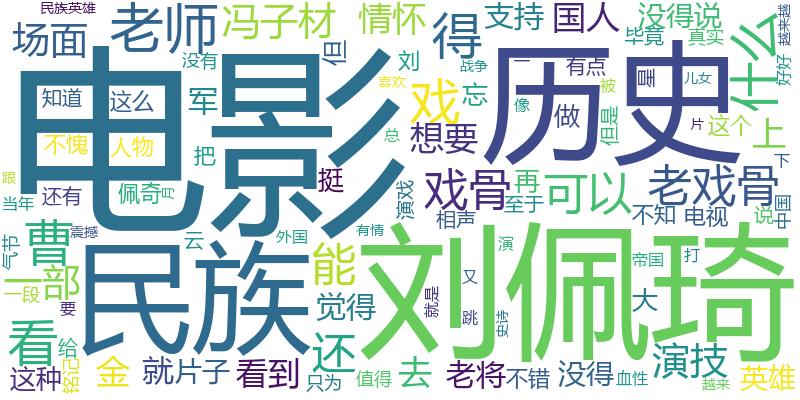 民族英雄
老师
冯子材
情怀
支持
国人
没得说
越来越
场面
没有
但
刘
得
战争
一
有点
毕竟
真实
什么
好好
电影
历史
知道
这么
军
喜欢
戏
忘
像
做
被
但是
星
儿女
片
这个
上
不愧
人物
把
总
想要
下
跟
还有
佩奇
四
挺
演戏
戏骨
再
可以
至于
老戏骨
当年
相声
不知
电视
说
中国
气节
曹
震撼
云
外国
有情
民族
能
刘佩琦
演
帝国
打
一段
部
要
觉得
就是
又
跳
史诗
大
看
给
还
这种
铭记
金
就
片子
看到
只为
值得
去
老将
不错
没得
血性
演技
越来
英雄